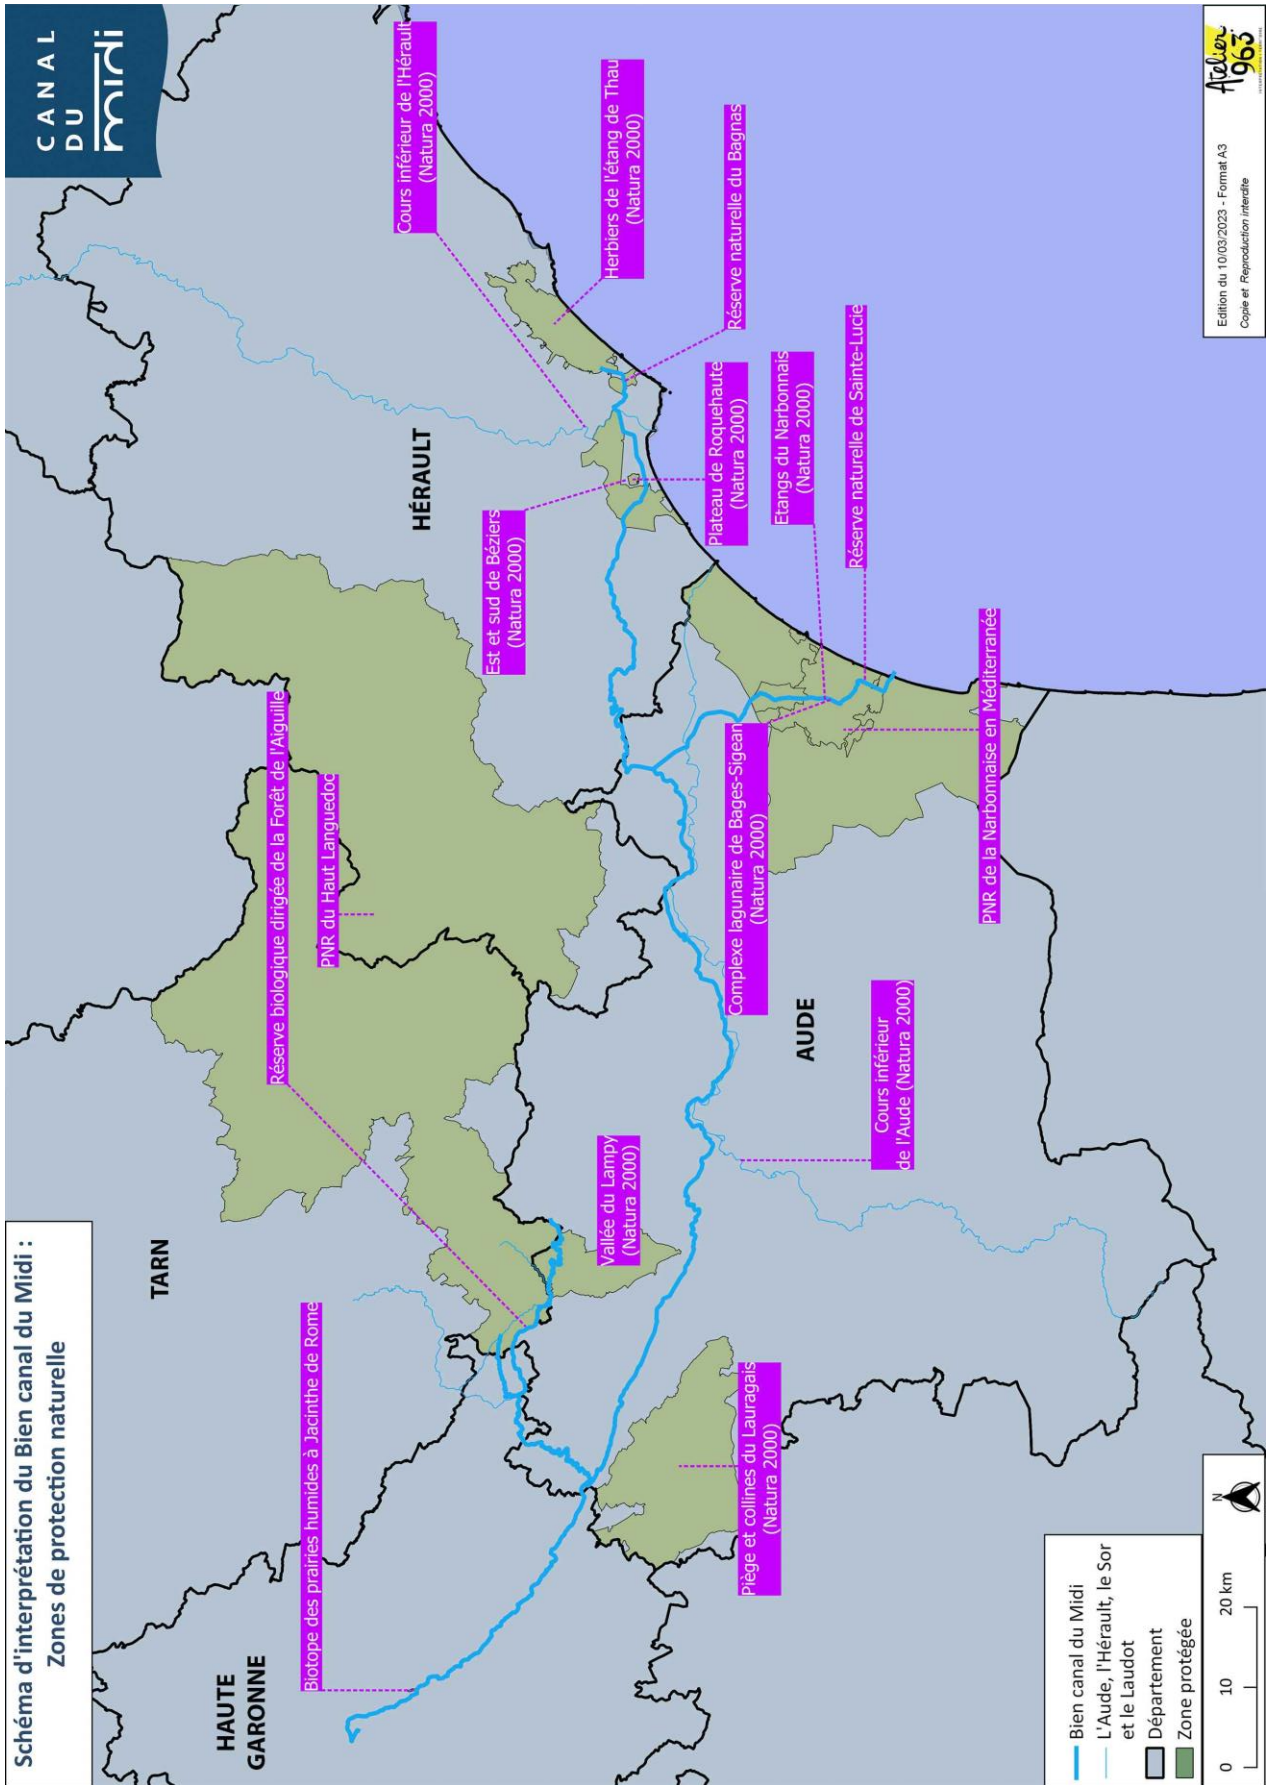 Schéma d'interprétation du Bien canal du Midi :
Zones de protection naturelle
CANAL
DU
midi
HAUTE
GARONNE
TARN
HÉRAULT
AUDE
Biotope des prairies humides à Jacinthe de Rome
Réserve biologique dirigée de la Forêt de l'Aiguille
PNR du Haut Languedoc
Cours inférieur de l'Hérault
(Natura 2000)
Herbiers de l'étang de Thau
(Natura 2000)
Réserve naturelle du Bagnas
Est et sud de Béziers
(Natura 2000)
Plateau de Roquehaute
(Natura 2000)
Etangs du Narbonnais
(Natura 2000)
Réserve naturelle de Sainte-Lucie
Vallée du Lampy
(Natura 2000)
Complexe lagunaire de Bages-Sigean
(Natura 2000)
PNR de la Narbonnaise en Méditerranée
Cours inférieur
de l'Aude (Natura 2000)
Piège et collines du Lauragais
(Natura 2000)
Bien canal du Midi
L'Aude, l'Hérault, le Sor
et le Laudot
Département
Zone protégée
0 10 20 km
N
Atelier
963
Edition du 10/03/2023 - Format A3
Copie et Reproduction interdite